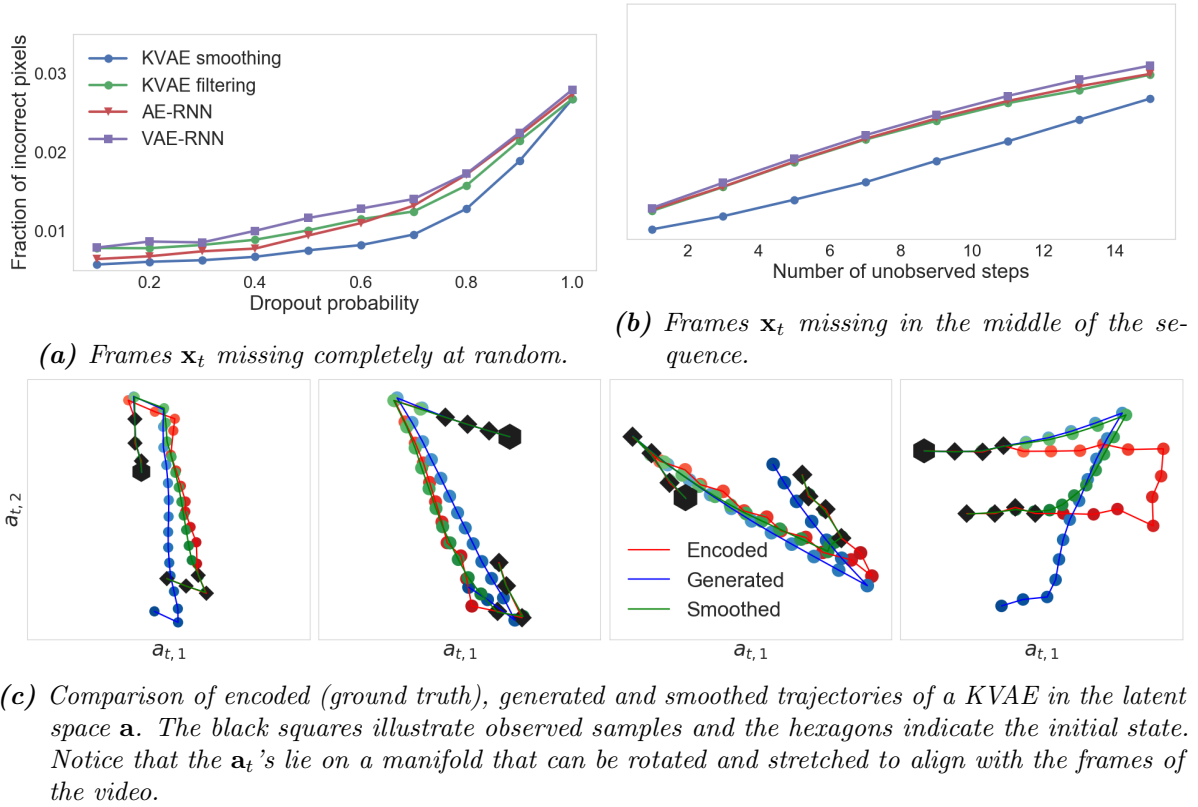 Fraction of incorrect pixels
0.03
0.02
0.01
KVAE smoothing
KVAE filtering
AE-RNN
VAE-RNN
0.2 0.4 0.6 0.8 1.0
Dropout probability
2 4 6 8 10 12 14
Number of unobserved steps
(a) Frames xₜ missing completely at random.
(b) Frames xₜ missing in the middle of the se-
quence.
aₜ,₂
Encoded
Generated
Smoothed
aₜ,₁ aₜ,₁ aₜ,₁ aₜ,₁
(c) Comparison of encoded (ground truth), generated and smoothed trajectories of a KVAE in the latent
space a. The black squares illustrate observed samples and the hexagons indicate the initial state.
Notice that the aₜ's lie on a manifold that can be rotated and stretched to align with the frames of
the video.